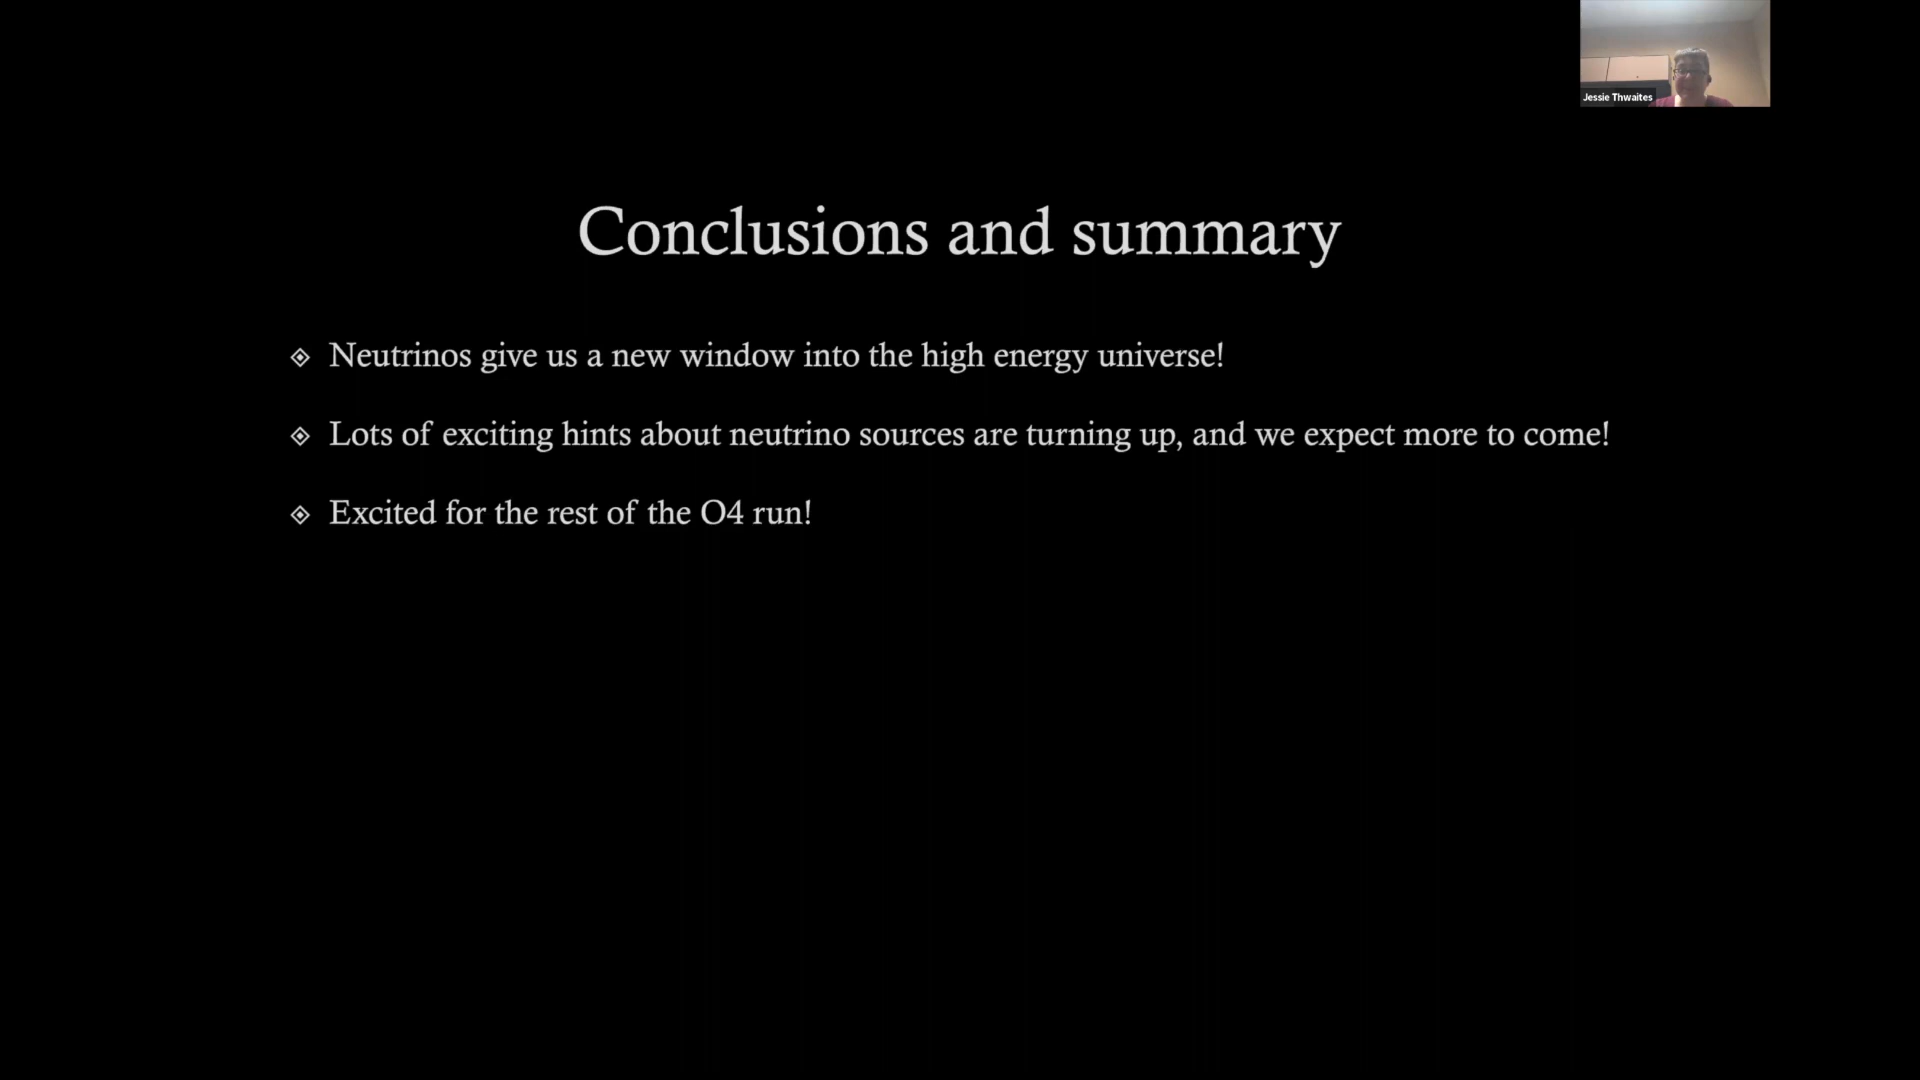 Jessie Thwaites
Conclusions and summary
Neutrinos give us a new window into the high energy universe!
Lots of exciting hints about neutrino sources are turning up, and we expect more to come!
Excited for the rest of the O4 run!